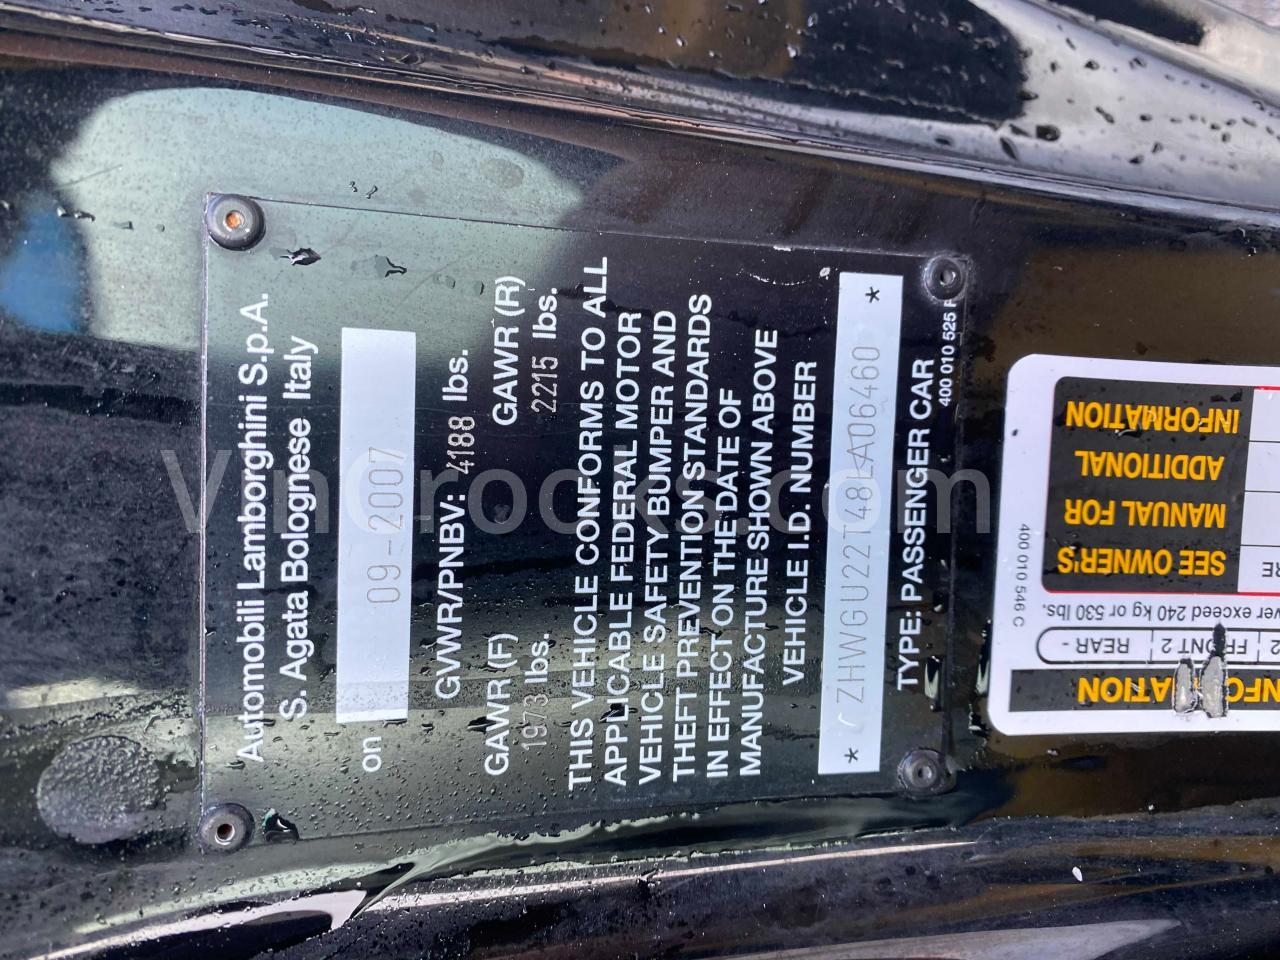 Automobili Lamborghini S.p.A.
S. Agata Bolognese Italy
on 09-2007
GVWR/PNBV: 4188 lbs.
GAWR (F) GAWR (R)
1973 lbs. 2215 lbs.
THIS VEHICLE CONFORMS TO ALL
APPLICABLE FEDERAL MOTOR
VEHICLE SAFETY BUMPER AND
THEFT PREVENTION STANDARDS
IN EFFECT ON THE DATE OF
MANUFACTURE SHOWN ABOVE
VEHICLE I.D. NUMBER
* ZHWGU22T48LA06460 *
TYPE: PASSENGER CAR
400 010 525
VinCrocks.com
SEE OWNER'S
MANUAL FOR
ADDITIONAL
INFORMATION
400 010 546 C
exceed 240 kg or 530 lbs.
FRONT 2 REAR -